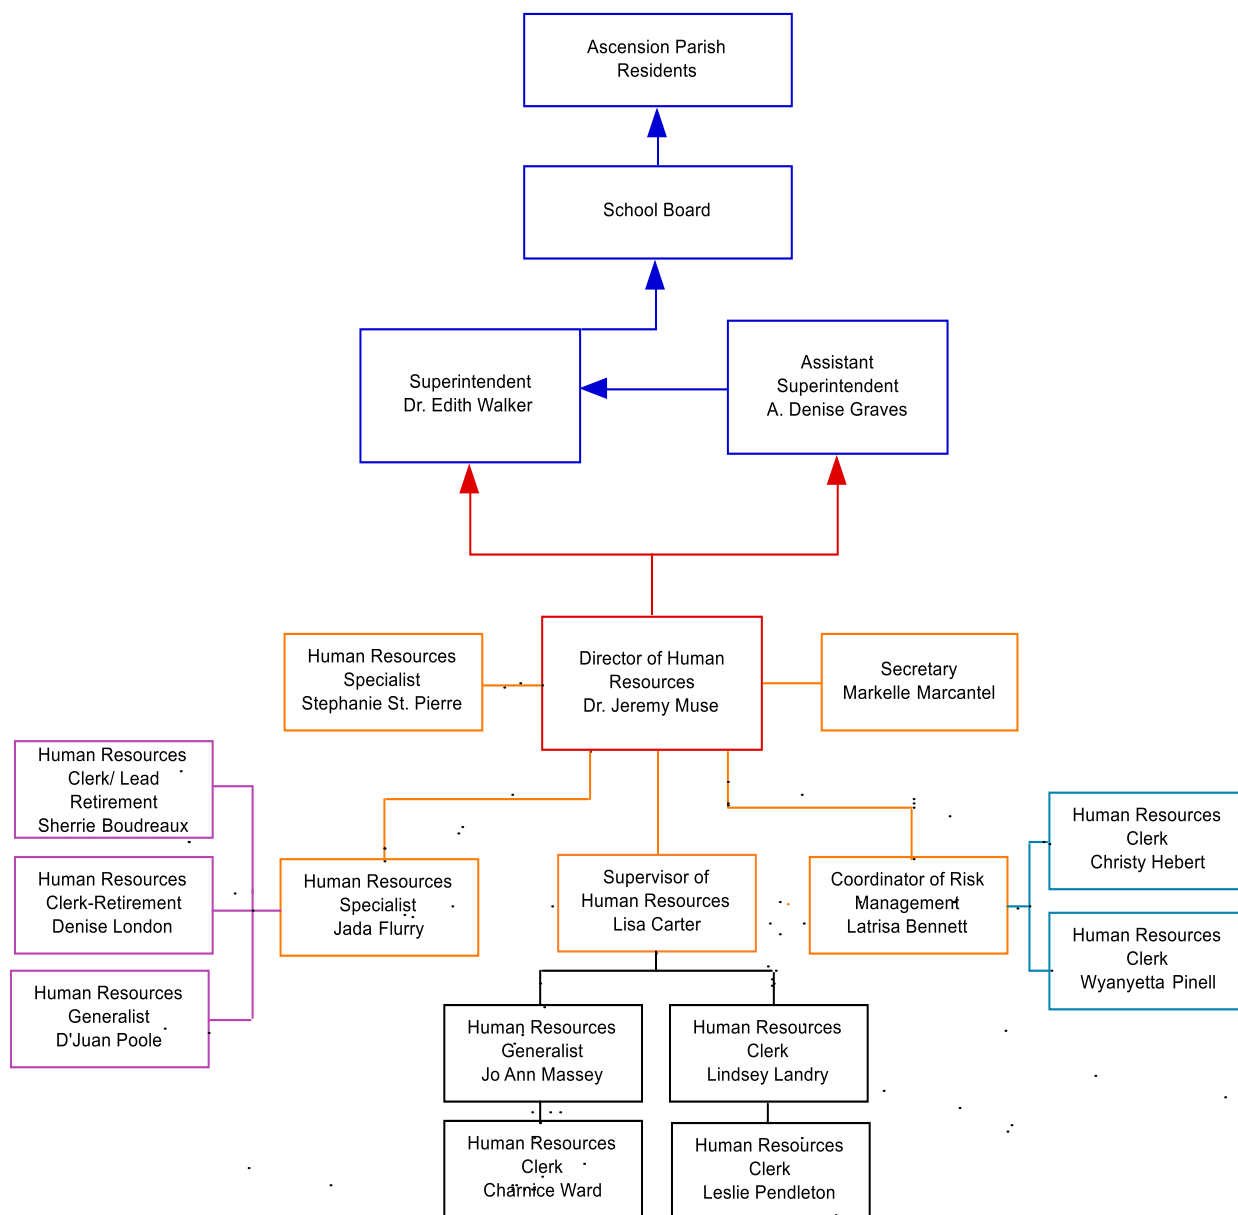 Ascension Parish
Residents
School Board
Superintendent
Dr. Edith Walker
Assistant
Superintendent
A. Denise Graves
Human Resources
Specialist
Stephanie St. Pierre
Director of Human
Resources
Dr. Jeremy Muse
Secretary
Markelle Marcantel
Human Resources
Clerk/ Lead
Retirement
Sherrie Boudreaux
Human Resources
Clerk-Retirement
Denise London
Human Resources
Generalist
D'Juan Poole
Human Resources
Specialist
Jada Flurry
Supervisor of
Human Resources
Lisa Carter
Coordinator of Risk
Management
Latrisa Bennett
Human Resources
Clerk
Christy Hebert
Human Resources
Clerk
Wyanyetta Pinell
Human Resources
Generalist
Jo Ann Massey
Human Resources
Clerk
Lindsey Landry
Human Resources
Clerk
Charnice Ward
Human Resources
Clerk
Leslie Pendleton